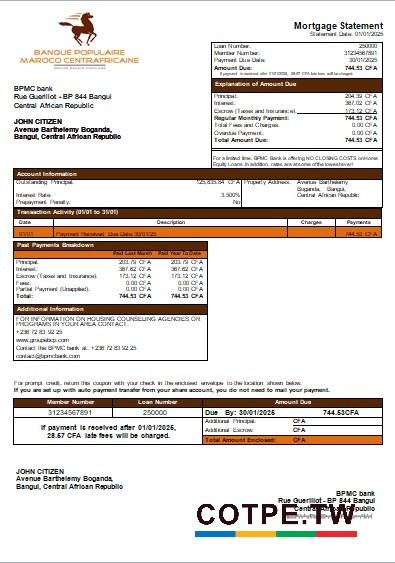 Mortgage Statement
Statement Date: 01/01/2025
BANQUE POPULAIRE
MAROCO CENTRAFRICAINE
GROUPE BANQUE POPULAIRE
Loan Number: 250000
Member Number: 31234567891
Payment Due Date: 30/01/2025
Amount Due: 744.53 CFA
If payment is received after 01/01/2025, 28.57 CFA late fees will be charged.
BPMC bank
Rue Guerillot - BP 844 Bangui
Central African Republic
JOHN CITIZEN
Avenue Barthelemy Boganda,
Bangui, Central African Republic
Explanation of Amount Due
Principal: 204.39 CFA
Interest: 367.02 CFA
Escrow (Taxes and Insurance): 173.12 CFA
Regular Monthly Payment: 744.53 CFA
Total Fees and Charges: 0.00 CFA
Overdue Payment: 0.00 CFA
Total Amount Due: 744.53 CFA
For a limited time, BPMC Bank is offering NO CLOSING COSTS on Home
Equity Loans. In addition, rates are some of the lowest ever!
Account Information
Outstanding Principal: 125,835.84 CFA
Interest Rate: 3.500%
Prepayment Penalty: No
Property Address: Avenue Barthelemy
Boganda, Bangui,
Central African Republic
Transaction Activity (01/01 to 31/01)
Date Description Charges Payments
01/01 Payment Received Due Date 30/01/25 744.53 CFA
Past Payments Breakdown
Paid Last Month Paid Year To Date
Principal: 203.79 CFA 203.79 CFA
Interest: 367.62 CFA 367.62 CFA
Escrow (Taxes and Insurance): 173.12 CFA 173.12 CFA
Fees: 0.00 CFA 0.00 CFA
Partial Payment (Unapplied): 0.00 CFA 0.00 CFA
Total: 744.53 CFA 744.53 CFA
Additional Information
FOR INFORMATION ON HOUSING COUNSELING AGENCIES OR
PROGRAMS IN YOUR AREA CONTACT.
+236 72 83 92 25
www.groupebcp.com
Contact the BPMC bank at: +236 72 83 92 25
contact@bpmcbank.com
For prompt credit, return this coupon with your check in the enclosed envelope to the location shown below.
If you are set up with auto payment transfer from your share account, you do not need to mail your payment.
Member Number Loan Number Amount Due
31234567891 250000 Due By: 30/01/2025 744.53CFA
If payment is received after 01/01/2025,
28.57 CFA late fees will be charged.
Additional Principal: CFA
Additional Escrow: CFA
Total Amount Enclosed: CFA
JOHN CITIZEN
Avenue Barthelemy Boganda,
Bangui, Central African Republic
BPMC bank
Rue Guerillot - BP 844 Bangui
Central African Republic
COTPE.TW